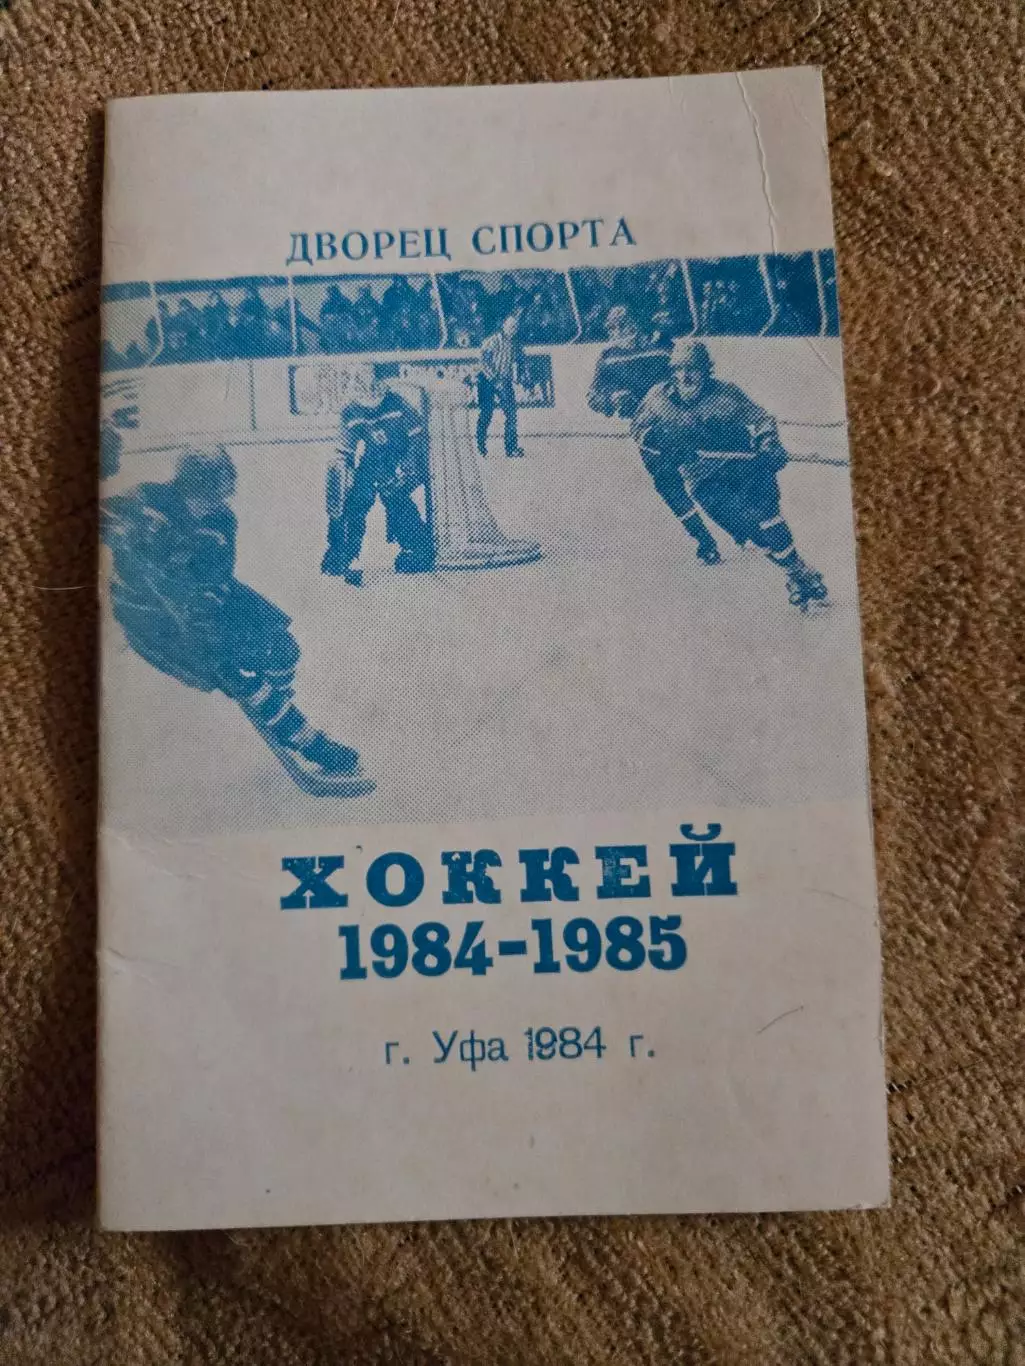 ДВОРЕЦ СПОРТА
ХОККЕЙ
1984-1985
г. Уфа 1984 г.